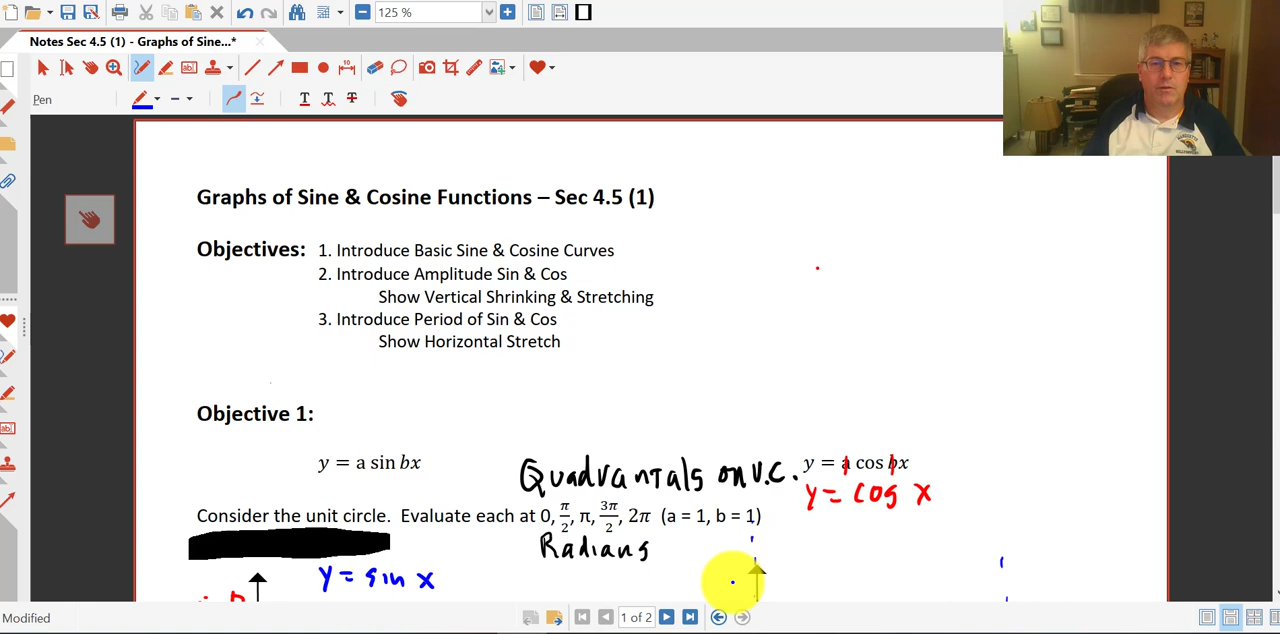 125 %
Notes Sec 4.5 (1) - Graphs of Sine...*
Pen
Graphs of Sine & Cosine Functions – Sec 4.5 (1)
Objectives: 1. Introduce Basic Sine & Cosine Curves
2. Introduce Amplitude Sin & Cos
Show Vertical Shrinking & Stretching
3. Introduce Period of Sin & Cos
Show Horizontal Stretch
Objective 1:
y = a sin bx
Quadrantals on U.C.
y = a cos bx
y = cos x
Consider the unit circle. Evaluate each at 0, π/2, π, 3π/2, 2π (a = 1, b = 1)
Radians
y = sin x
1 of 2
Modified